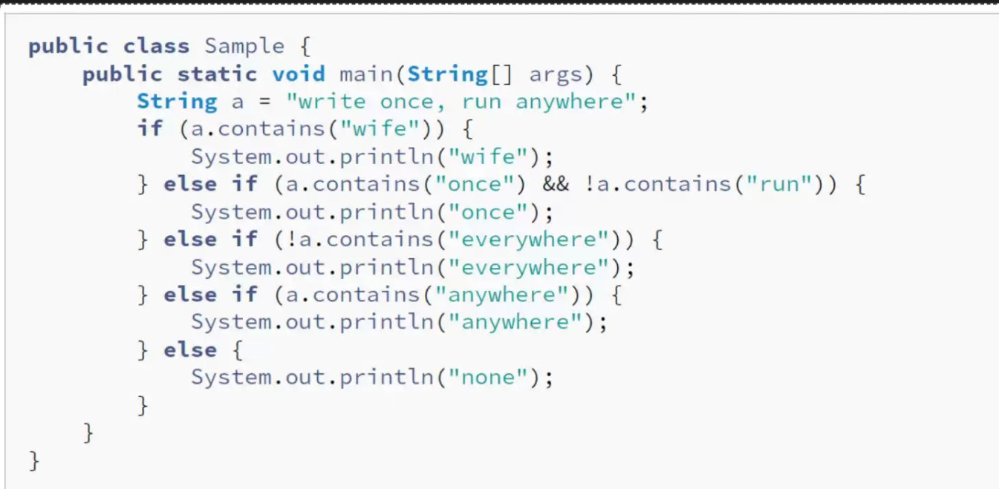 public class Sample {
    public static void main(String[] args) {
        String a = "write once, run anywhere";
        if (a.contains("wife")) {
            System.out.println("wife");
        } else if (a.contains("once") && !a.contains("run")) {
            System.out.println("once");
        } else if (!a.contains("everywhere")) {
            System.out.println("everywhere");
        } else if (a.contains("anywhere")) {
            System.out.println("anywhere");
        } else {
            System.out.println("none");
        }
    }
}